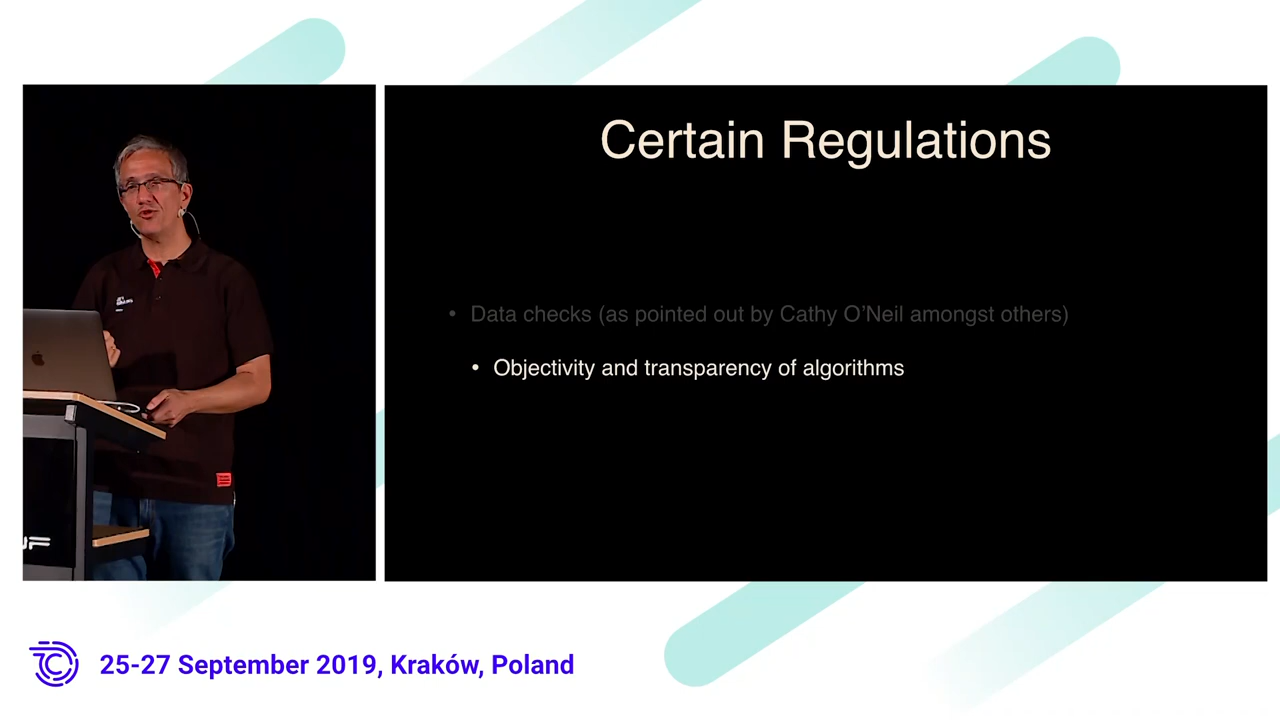 Certain Regulations
• Data checks (as pointed out by Cathy O'Neil amongst others)
• Objectivity and transparency of algorithms
25-27 September 2019, Kraków, Poland